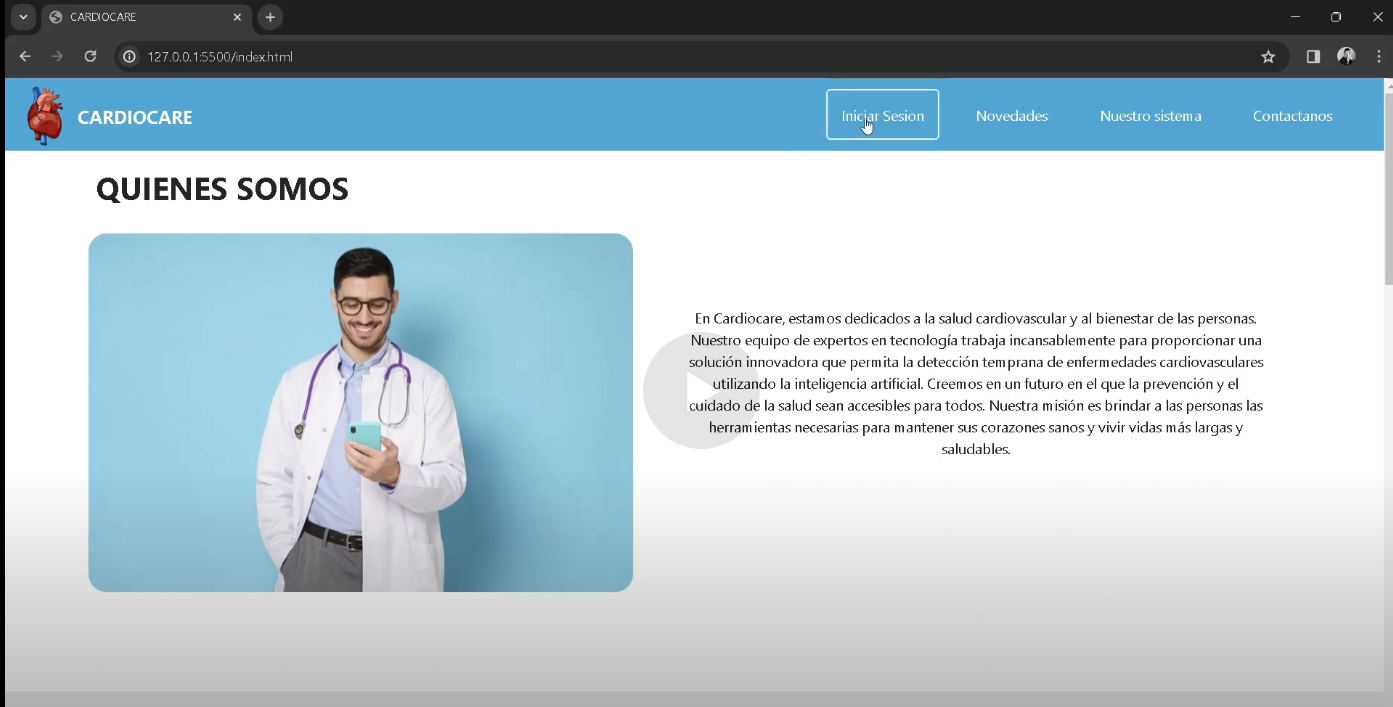 CARDIOCARE
127.0.0.1:5500/index.html
CARDIOCARE
Iniciar Sesion
Novedades
Nuestro sistema
Contactanos
QUIENES SOMOS
En Cardiocare, estamos dedicados a la salud cardiovascular y al bienestar de las personas.
Nuestro equipo de expertos en tecnología trabaja incansablemente para proporcionar una
solución innovadora que permita la detección temprana de enfermedades cardiovasculares
utilizando la inteligencia artificial. Creemos en un futuro en el que la prevención y el
cuidado de la salud sean accesibles para todos. Nuestra misión es brindar a las personas las
herramientas necesarias para mantener sus corazones sanos y vivir vidas más largas y
saludables.